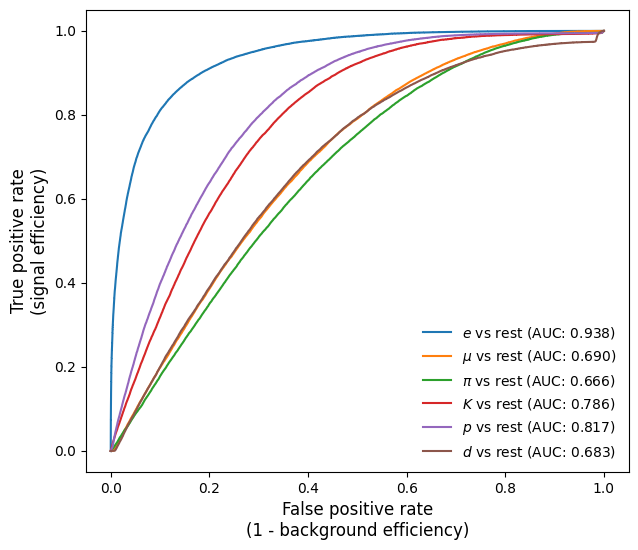 1.0
0.8
0.6
0.4
0.2
0.0
True positive rate
(signal efficiency)
e vs rest (AUC: 0.938)
μ vs rest (AUC: 0.690)
π vs rest (AUC: 0.666)
K vs rest (AUC: 0.786)
p vs rest (AUC: 0.817)
d vs rest (AUC: 0.683)
0.0 0.2 0.4 0.6 0.8 1.0
False positive rate
(1 - background efficiency)